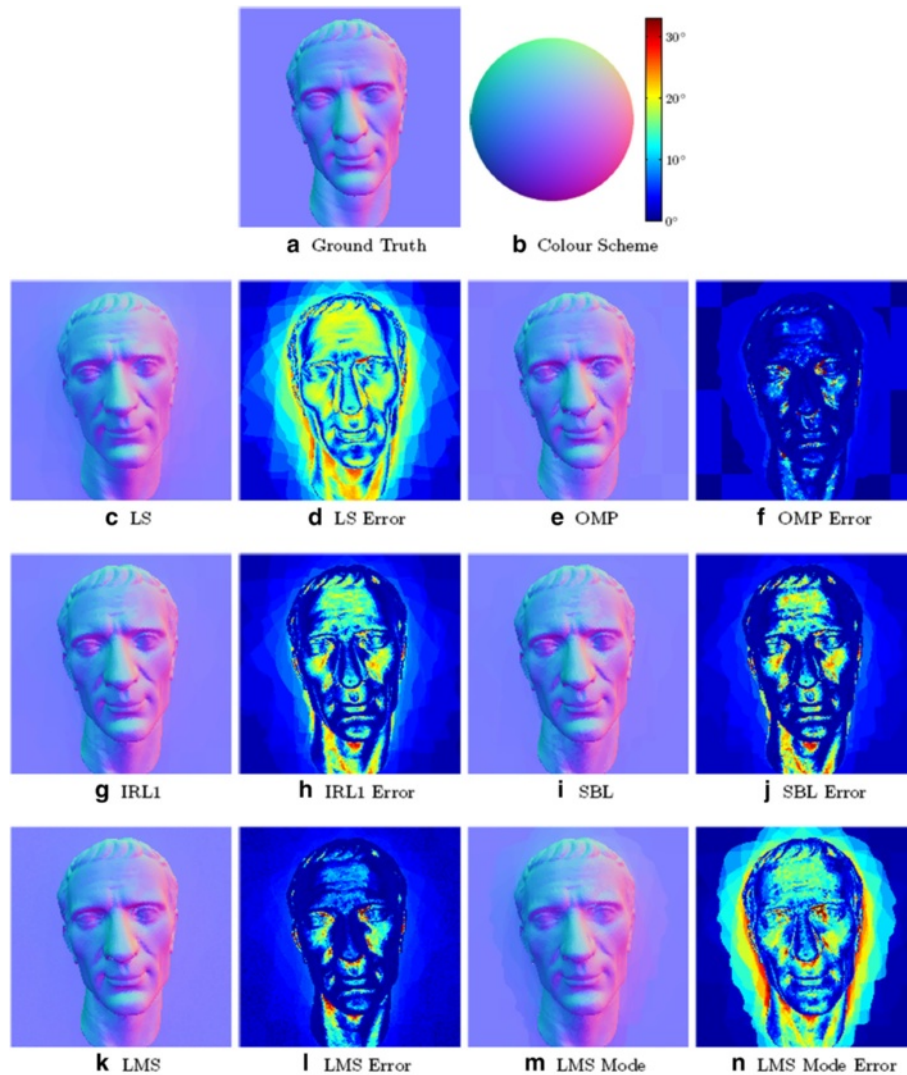 30°
20°
10°
0°
a Ground Truth
b Colour Scheme
c LS
d LS Error
e OMP
f OMP Error
g IRL1
h IRL1 Error
i SBL
j SBL Error
k LMS
l LMS Error
m LMS Mode
n LMS Mode Error